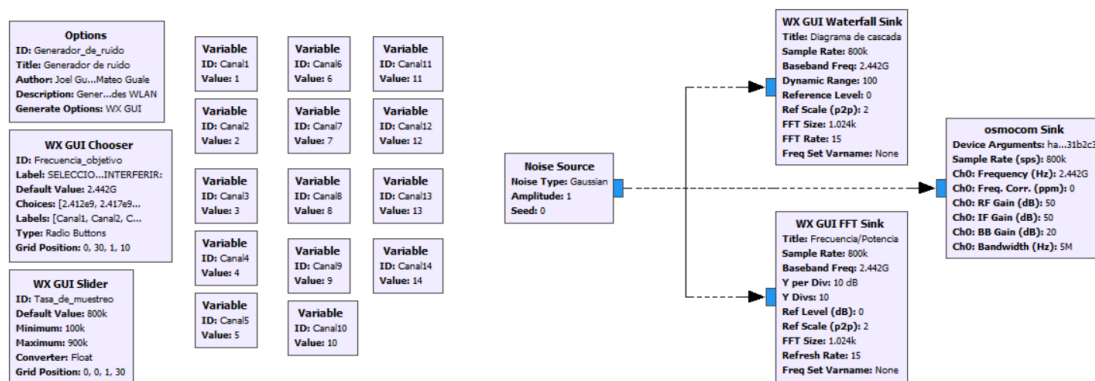 Options
ID: Generador_de_ruido
Title: Generador de ruido
Author: Joel Gu...Mateo Guale
Description: Gener...des WLAN
Generate Options: WX GUI
WX GUI Chooser
ID: Frecuencia_objetivo
Label: SELECCIO...INTERFERIR:
Default Value: 2.442G
Choices: [2.412e9, 2.417e9...
Labels: [Canal1, Canal2, C...
Type: Radio Buttons
Grid Position: 0, 30, 1, 10
WX GUI Slider
ID: Tasa_de_muestreo
Default Value: 800k
Minimum: 100k
Maximum: 900k
Converter: Float
Grid Position: 0, 0, 1, 30
Variable
ID: Canal1
Value: 1
Variable
ID: Canal2
Value: 2
Variable
ID: Canal3
Value: 3
Variable
ID: Canal4
Value: 4
Variable
ID: Canal5
Value: 5
Variable
ID: Canal6
Value: 6
Variable
ID: Canal7
Value: 7
Variable
ID: Canal8
Value: 8
Variable
ID: Canal9
Value: 9
Variable
ID: Canal10
Value: 10
Variable
ID: Canal11
Value: 11
Variable
ID: Canal12
Value: 12
Variable
ID: Canal13
Value: 13
Variable
ID: Canal14
Value: 14
Noise Source
Noise Type: Gaussian
Amplitude: 1
Seed: 0
WX GUI Waterfall Sink
Title: Diagrama de cascada
Sample Rate: 800k
Baseband Freq: 2.442G
Dynamic Range: 100
Reference Level: 0
Ref Scale (p2p): 2
FFT Size: 1.024k
FFT Rate: 15
Freq Set Varname: None
WX GUI FFT Sink
Title: Frecuencia/Potencia
Sample Rate: 800k
Baseband Freq: 2.442G
Y per Div: 10 dB
Y Divs: 10
Ref Level (dB): 0
Ref Scale (p2p): 2
FFT Size: 1.024k
Refresh Rate: 15
Freq Set Varname: None
osmocom Sink
Device Arguments: ha...31b2c3
Sample Rate (sps): 800k
Ch0: Frequency (Hz): 2.442G
Ch0: Freq. Corr. (ppm): 0
Ch0: RF Gain (dB): 50
Ch0: IF Gain (dB): 50
Ch0: BB Gain (dB): 20
Ch0: Bandwidth (Hz): 5M